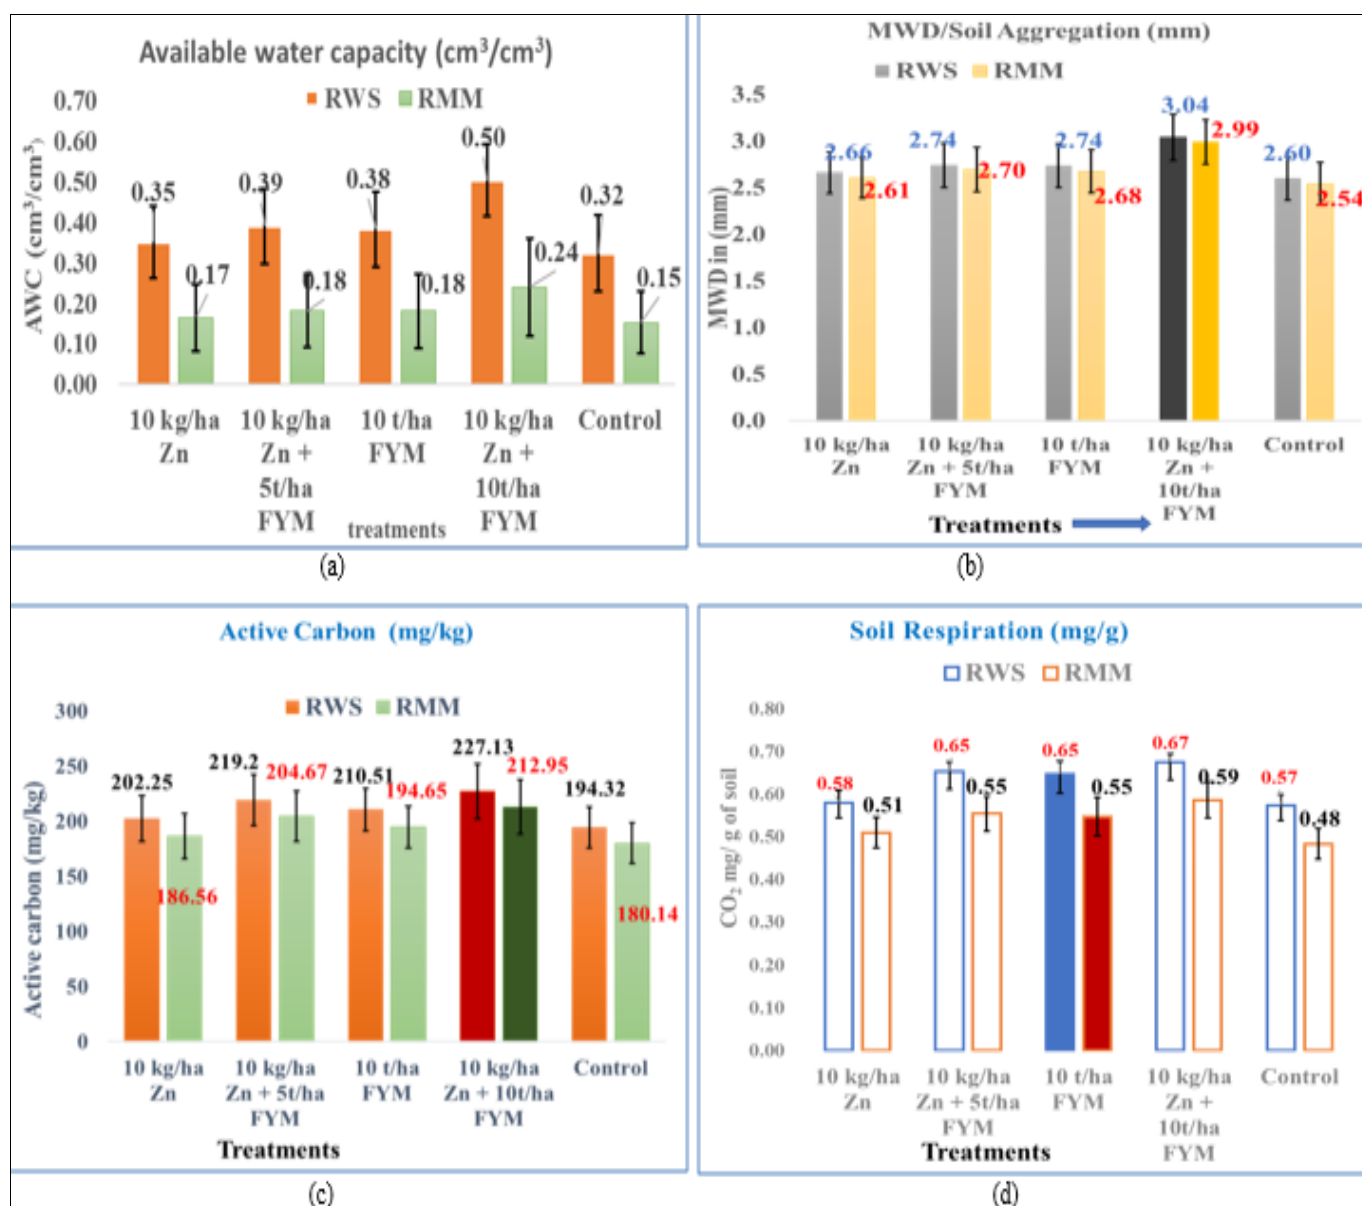 Available water capacity (cm³/cm³)
RWS RMM
AWC (cm³/cm³)
0.70
0.60
0.50
0.40
0.30
0.20
0.10
0.00
0.35
0.17
0.39
0.18
0.38
0.18
0.50
0.24
0.32
0.15
10 kg/ha
Zn
10 kg/ha
Zn +
5t/ha
FYM
10 t/ha
FYM
10 kg/ha
Zn +
10t/ha
FYM
Control
treatments
(a)
MWD/Soil Aggregation (mm)
RWS RMM
MWD in (mm)
3.5
3.0
2.5
2.0
1.5
1.0
0.5
0.0
2.66
2.61
2.74
2.70
2.74
2.68
3.04
2.99
2.60
2.54
10 kg/ha
Zn
10 kg/ha
Zn + 5t/ha
FYM
10 t/ha
FYM
10 kg/ha
Zn +
10t/ha
FYM
Control
Treatments
(b)
Active Carbon (mg/kg)
RWS RMM
Active carbon (mg/kg)
300
250
200
150
100
50
0
202.25
186.56
219.2
204.67
210.51
194.65
227.13
212.95
194.32
180.14
10 kg/ha
Zn
10 kg/ha
Zn + 5t/ha
FYM
10 t/ha
FYM
10 kg/ha
Zn + 10t/ha
FYM
Control
Treatments
(c)
Soil Respiration (mg/g)
RWS RMM
CO₂ mg/ g of soil
0.80
0.70
0.60
0.50
0.40
0.30
0.20
0.10
0.00
0.58
0.51
0.65
0.55
0.65
0.55
0.67
0.59
0.57
0.48
10 kg/ha
Zn
10 kg/ha
Zn + 5t/ha
FYM
10 t/ha
FYM
10 kg/ha
Zn +
10t/ha
FYM
Control
Treatments
(d)